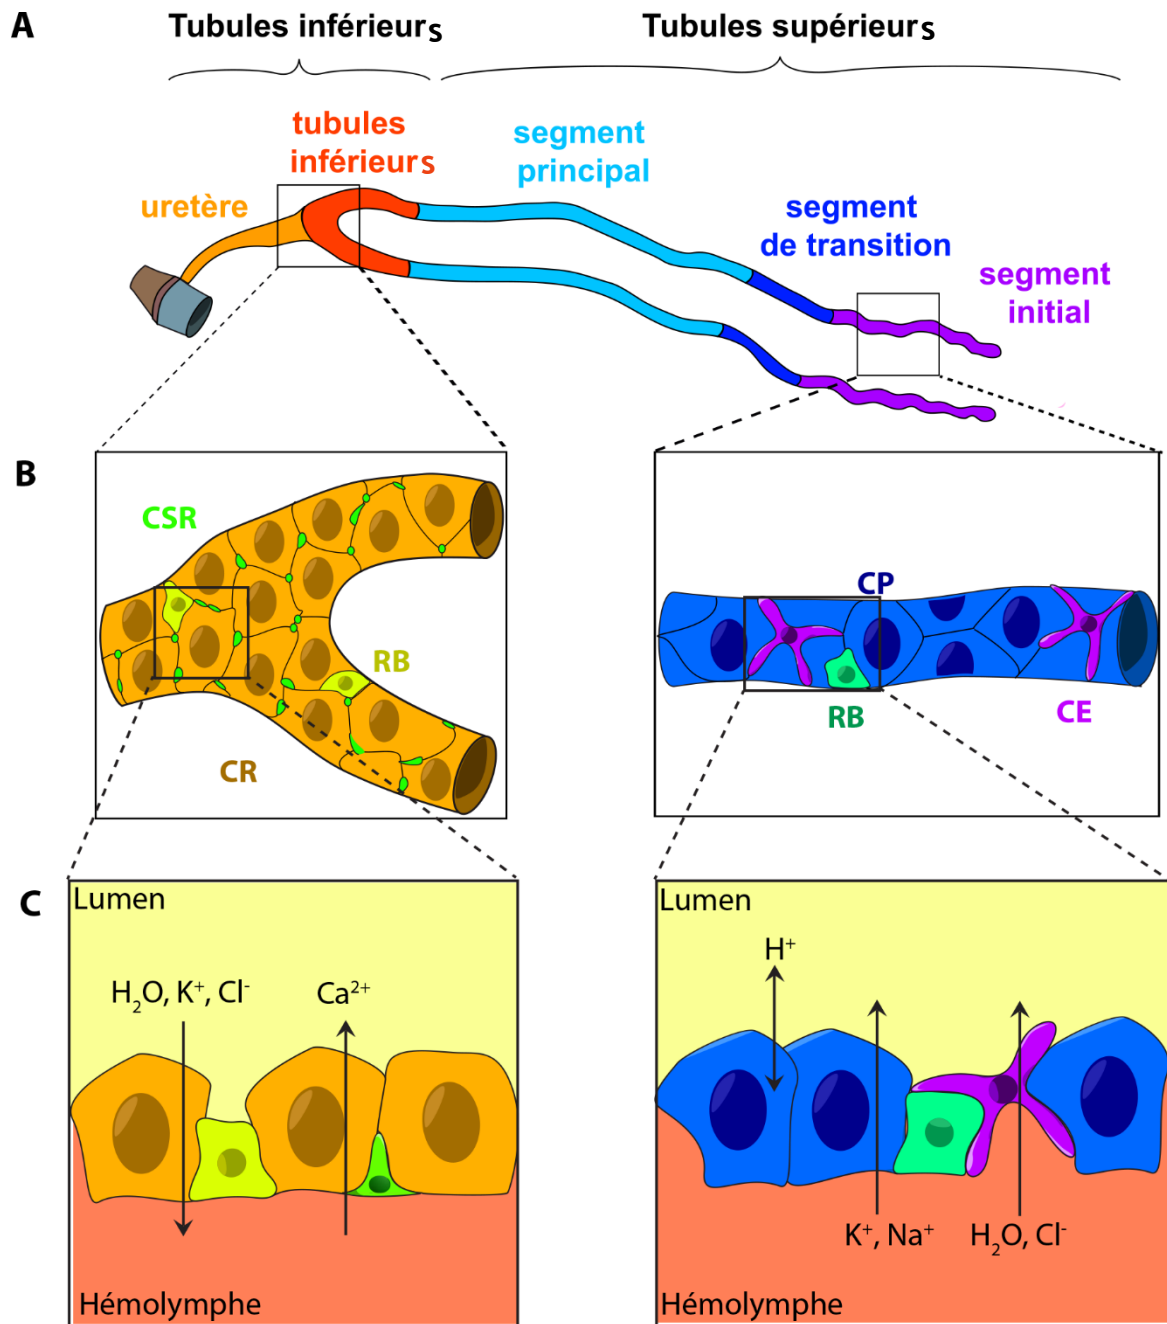 A
Tubules inférieurs
Tubules supérieurs
tubules
inférieurs
segment
principal
uretère
segment
de transition
segment
initial
B
CSR
RB
CR
CP
RB
CE
C
Lumen
H₂O, K⁺, Cl⁻
Ca²⁺
Hémolymphe
Lumen
H⁺
K⁺, Na⁺
H₂O, Cl⁻
Hémolymphe